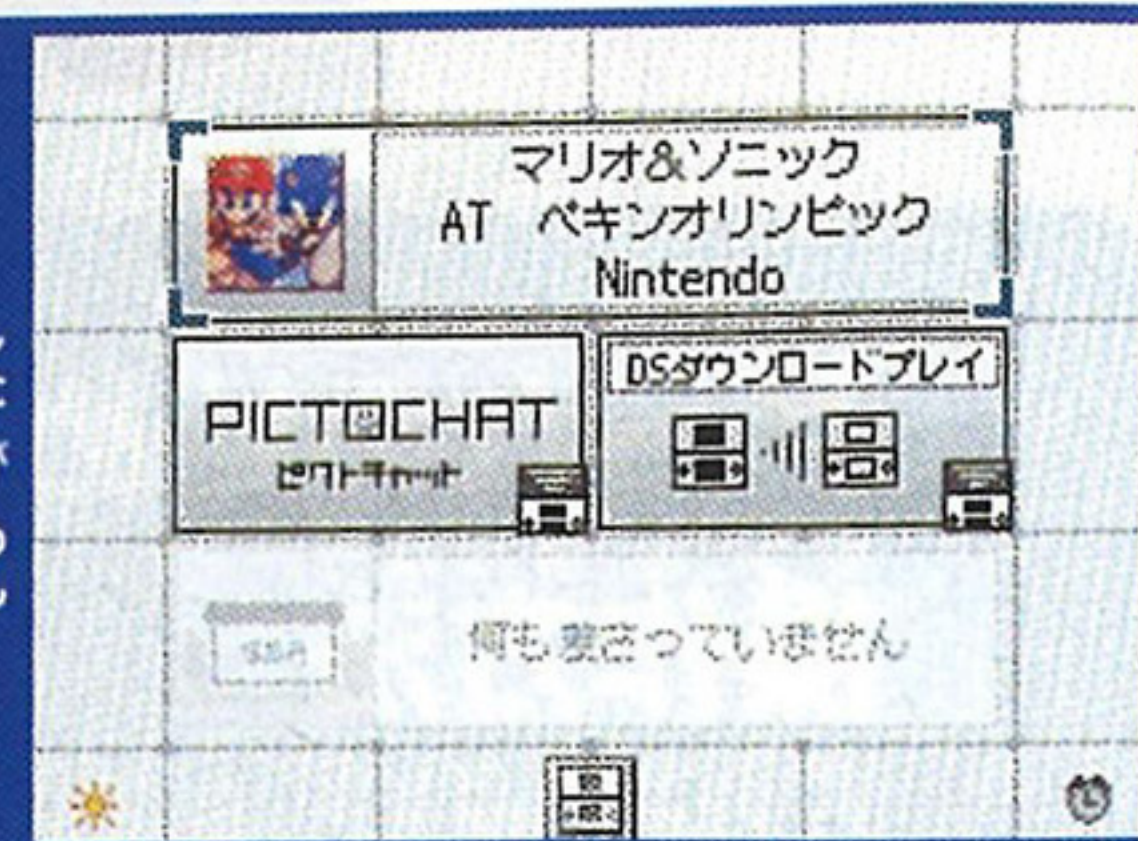 マリオ&ソニック
AT ペキンオリンピック
Nintendo
PICTOCHAT
ピクトチャット
DSダウンロードプレイ
何も差さっていません